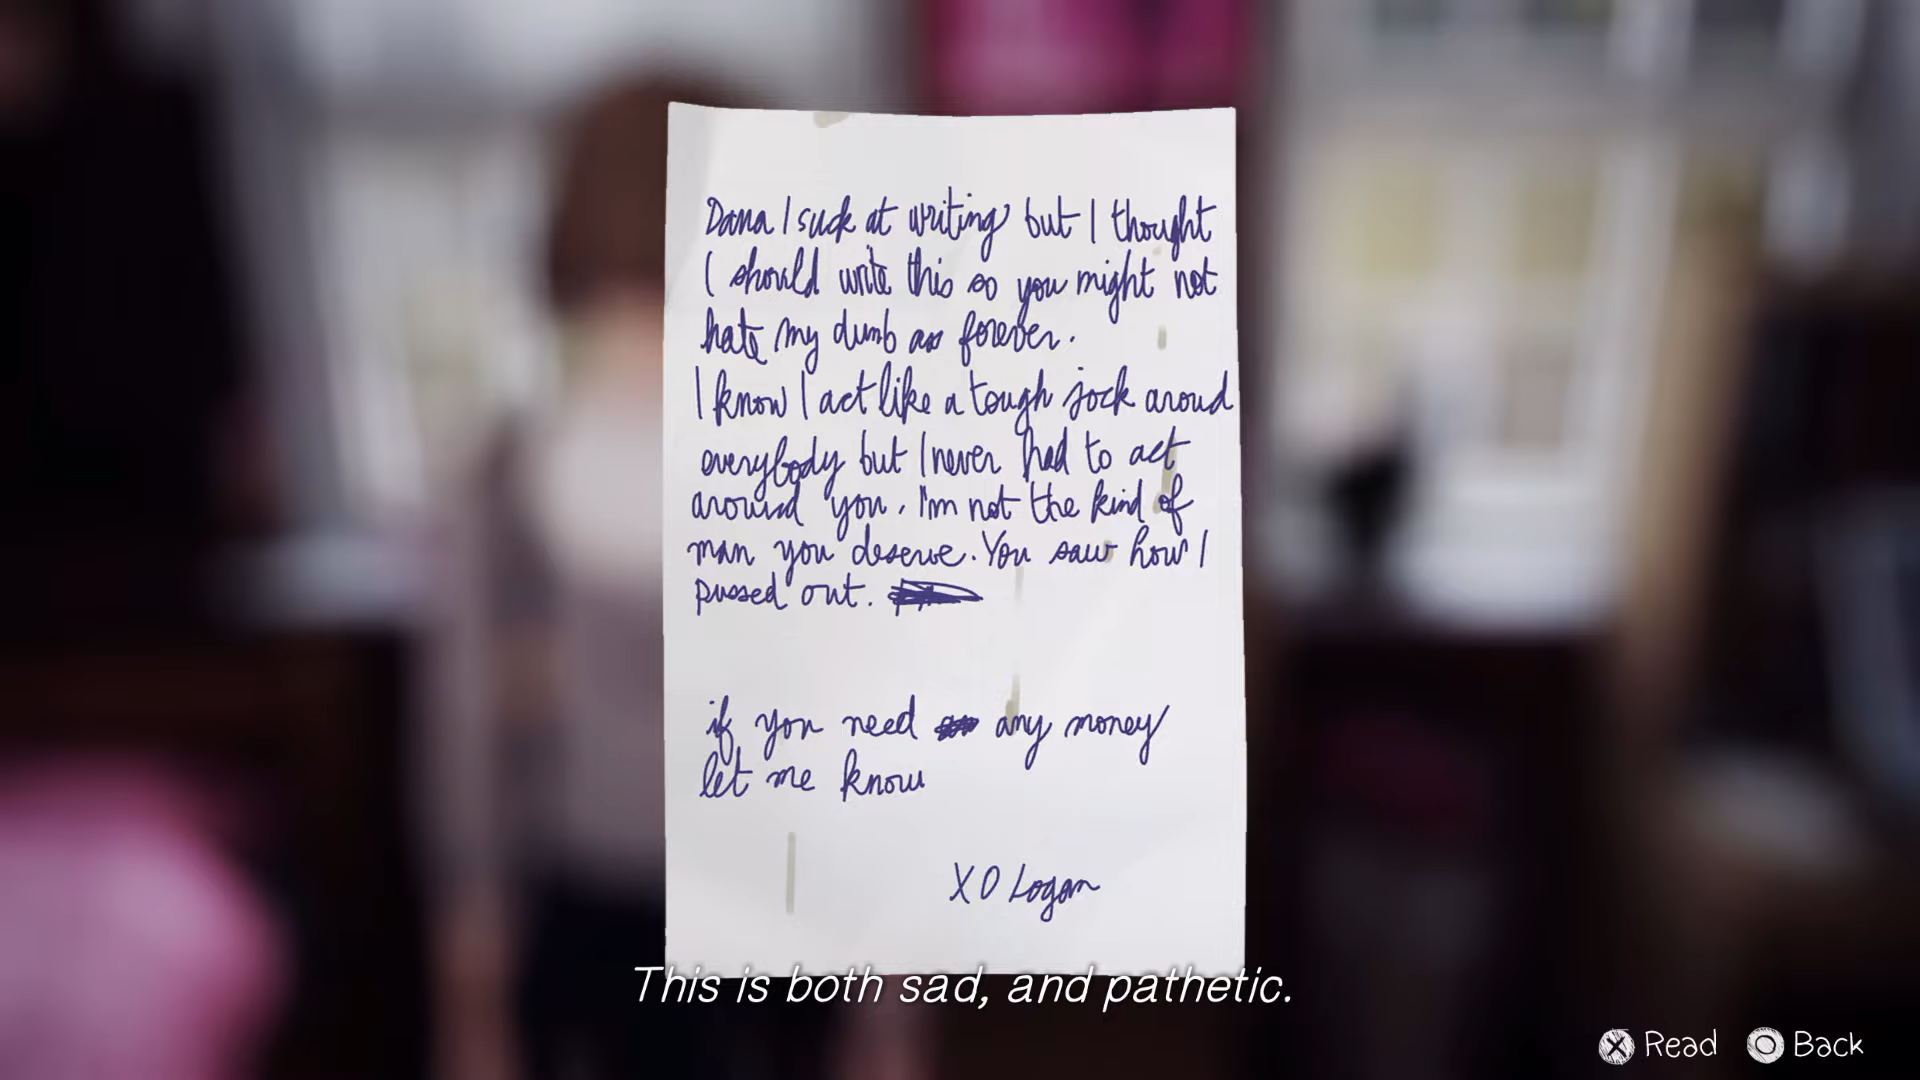 Dana I suck at writing but I thought
I should write this so you might not
hate my dumb ass forever.
I know I act like a tough jock aroud
everybody but I never had to act
around you. I'm not the kind of
man you deserve. You saw how I
pussed out.
if you need any money
let me know
XO Logan
This is both sad, and pathetic.
Read Back